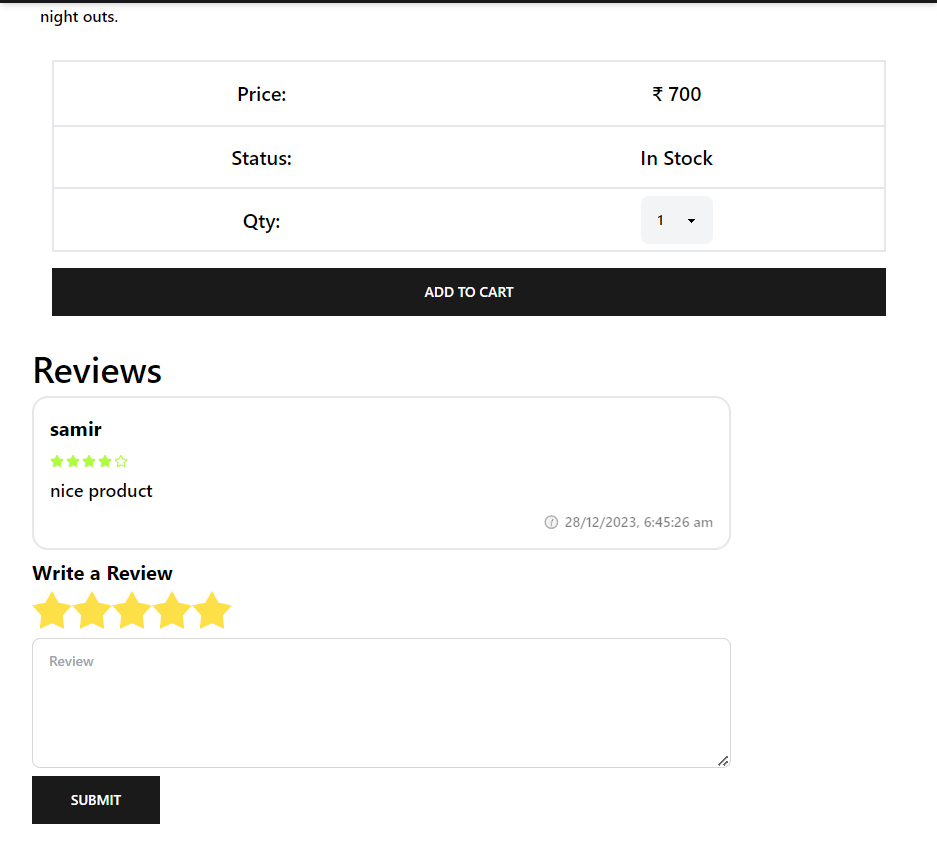 night outs.
Price: ₹ 700
Status: In Stock
Qty: 1
ADD TO CART
Reviews
samir
nice product
28/12/2023, 6:45:26 am
Write a Review
Review
SUBMIT